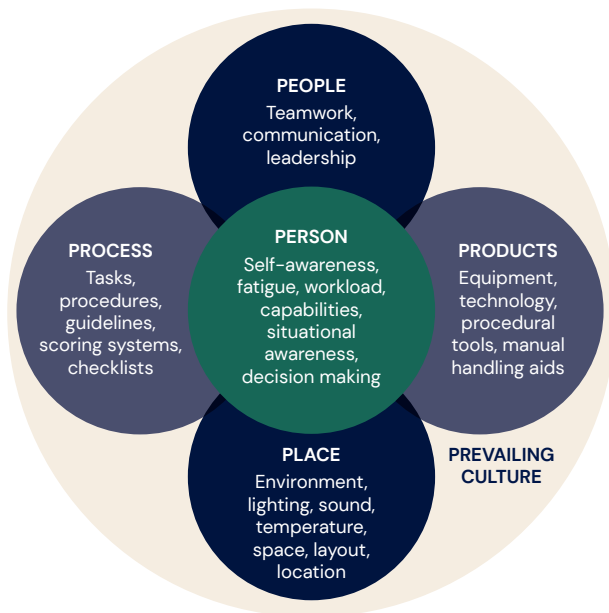 PEOPLE
Teamwork,
communication,
leadership
PROCESS
Tasks,
procedures,
guidelines,
scoring systems,
checklists
PERSON
Self-awareness,
fatigue, workload,
capabilities,
situational
awareness,
decision making
PRODUCTS
Equipment,
technology,
procedural
tools, manual
handling aids
PLACE
Environment,
lighting, sound,
temperature,
space, layout,
location
PREVAILING
CULTURE